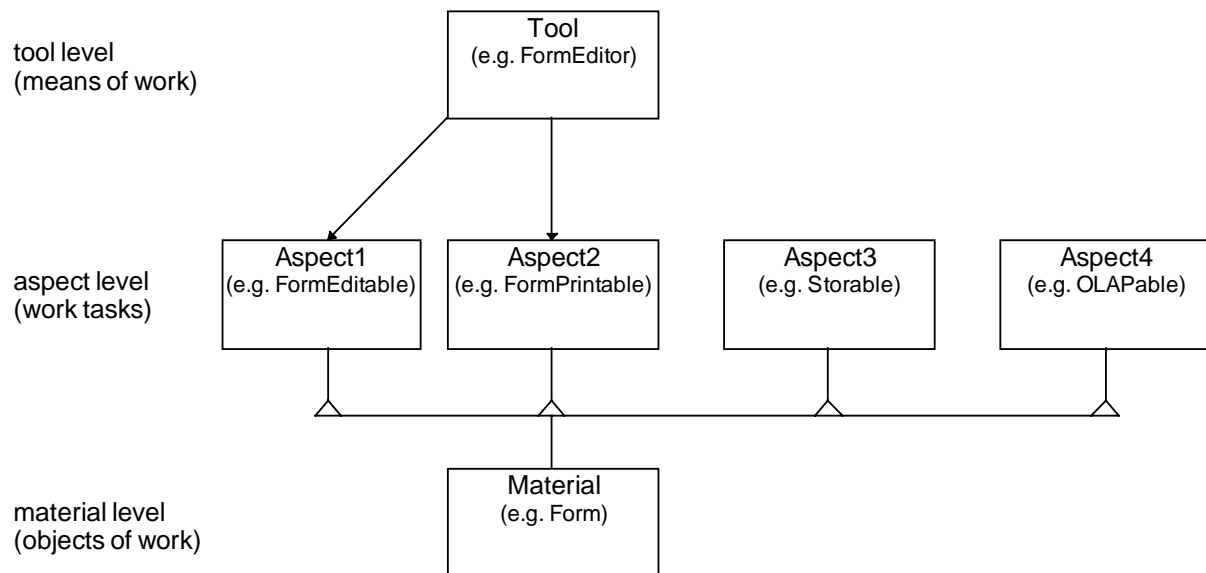 Tool
(e.g. FormEditor)
tool level
(means of work)
Aspect1
(e.g. FormEditable)
Aspect2
(e.g. FormPrintable)
Aspect3
(e.g. Storable)
Aspect4
(e.g. OLAPable)
aspect level
(work tasks)
Material
(e.g. Form)
material level
(objects of work)